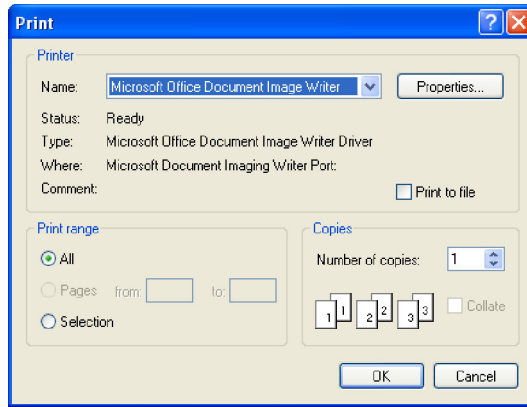 Print
Printer
Name: Microsoft Office Document Image Writer Properties...
Status: Ready
Type: Microsoft Office Document Image Writer Driver
Where: Microsoft Document Imaging Writer Port:
Comment: Print to file
Print range
All
Pages from: to:
Selection
Copies
Number of copies: 1
1 1 2 2 3 3 Collate
OK Cancel